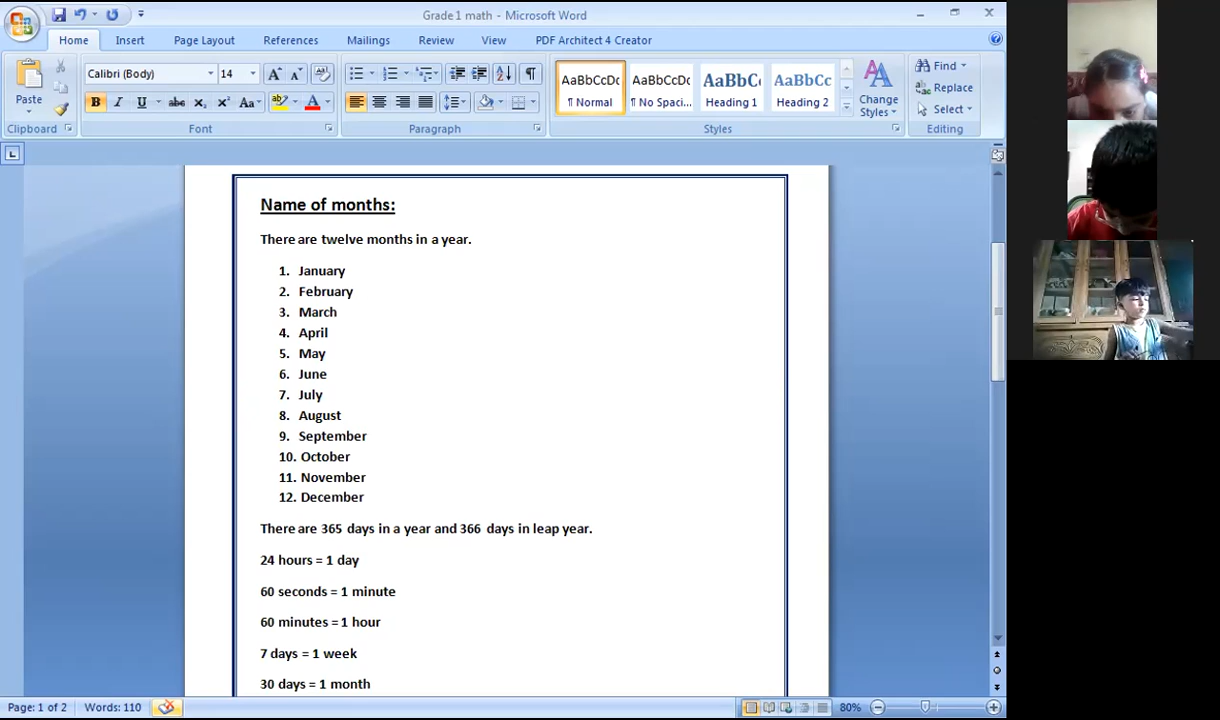 Grade 1 math - Microsoft Word
Home Insert Page Layout References Mailings Review View PDF Architect 4 Creator
Paste
Calibri (Body) 14
AaBbCcDc AaBbCcDc AaBbC AaBbCc
¶ Normal ¶ No Spaci... Heading 1 Heading 2
Change Styles
Find
Replace
Select
Clipboard Font Paragraph Styles Editing
Name of months:
There are twelve months in a year.
1. January
2. February
3. March
4. April
5. May
6. June
7. July
8. August
9. September
10. October
11. November
12. December
There are 365 days in a year and 366 days in leap year.
24 hours = 1 day
60 seconds = 1 minute
60 minutes = 1 hour
7 days = 1 week
30 days = 1 month
Page: 1 of 2 Words: 110 80%